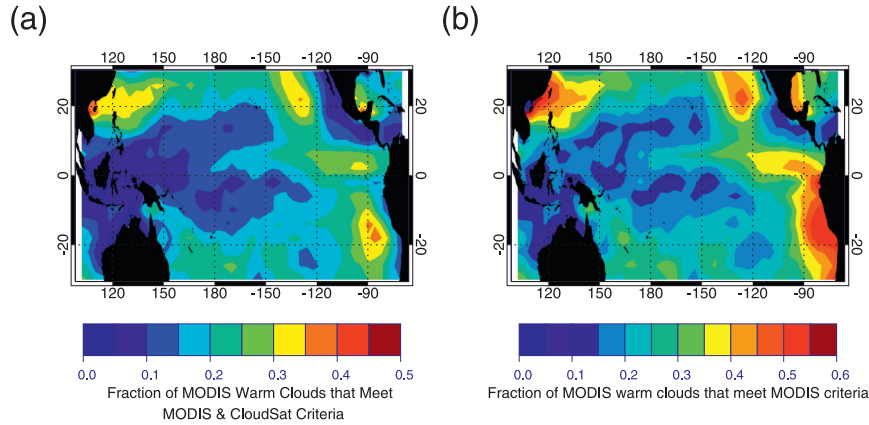 (a)
(b)
120 150 180 -150 -120 -90
120 150 180 -150 -120 -90
20 20
20 20
0 0
0 0
-20 -20
-20 -20
120 150 180 -150 -120 -90
120 150 180 -150 -120 -90
0.0 0.1 0.2 0.3 0.4 0.5
0.0 0.1 0.2 0.3 0.4 0.5 0.6
Fraction of MODIS Warm Clouds that Meet
MODIS & CloudSat Criteria
Fraction of MODIS warm clouds that meet MODIS criteria